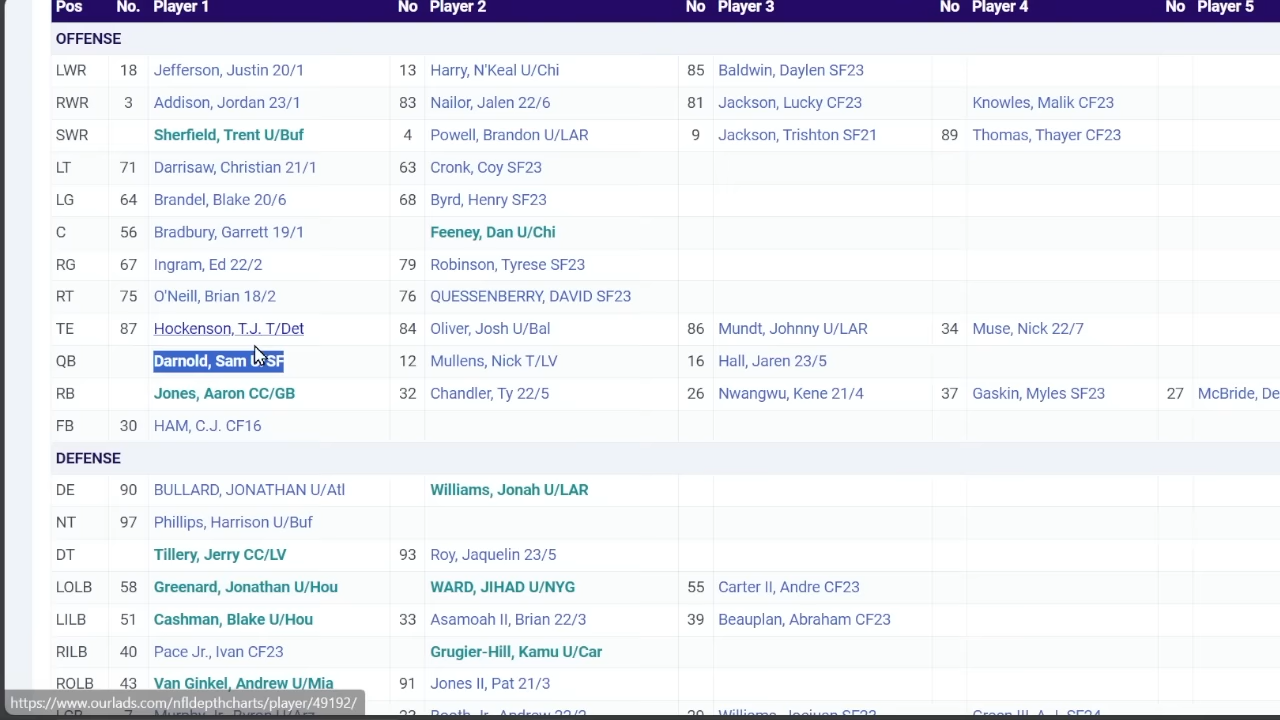 Pos No. Player 1 No Player 2 No Player 3 No Player 4 No Player 5
OFFENSE
LWR 18 Jefferson, Justin 20/1 13 Harry, N'Keal U/Chi 85 Baldwin, Daylen SF23
RWR 3 Addison, Jordan 23/1 83 Nailor, Jalen 22/6 81 Jackson, Lucky CF23 Knowles, Malik CF23
SWR Sherfield, Trent U/Buf 4 Powell, Brandon U/LAR 9 Jackson, Trishton SF21 89 Thomas, Thayer CF23
LT 71 Darrisaw, Christian 21/1 63 Cronk, Coy SF23
LG 64 Brandel, Blake 20/6 68 Byrd, Henry SF23
C 56 Bradbury, Garrett 19/1 Feeney, Dan U/Chi
RG 67 Ingram, Ed 22/2 79 Robinson, Tyrese SF23
RT 75 O'Neill, Brian 18/2 76 QUESSENBERRY, DAVID SF23
TE 87 Hockenson, T.J. T/Det 84 Oliver, Josh U/Bal 86 Mundt, Johnny U/LAR 34 Muse, Nick 22/7
QB Darnold, Sam U/SF 12 Mullens, Nick T/LV 16 Hall, Jaren 23/5
RB Jones, Aaron CC/GB 32 Chandler, Ty 22/5 26 Nwangwu, Kene 21/4 37 Gaskin, Myles SF23 27 McBride, De
FB 30 HAM, C.J. CF16
DEFENSE
DE 90 BULLARD, JONATHAN U/Atl Williams, Jonah U/LAR
NT 97 Phillips, Harrison U/Buf
DT Tillery, Jerry CC/LV 93 Roy, Jaquelin 23/5
LOLB 58 Greenard, Jonathan U/Hou WARD, JIHAD U/NYG 55 Carter II, Andre CF23
LILB 51 Cashman, Blake U/Hou 33 Asamoah II, Brian 22/3 39 Beauplan, Abraham CF23
RILB 40 Pace Jr., Ivan CF23 Grugier-Hill, Kamu U/Car
ROLB 43 Van Ginkel, Andrew U/Mia 91 Jones II, Pat 21/3
https://www.ourlads.com/nfldepthcharts/player/49192/